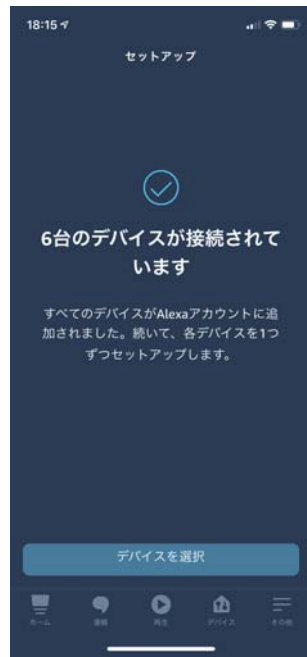 18:15
セットアップ
6台のデバイスが接続されて
います
すべてのデバイスがAlexaアカウントに追
加されました。続いて、各デバイスを1つ
ずつセットアップします。
デバイスを選択
ホーム 連絡 再生 デバイス その他